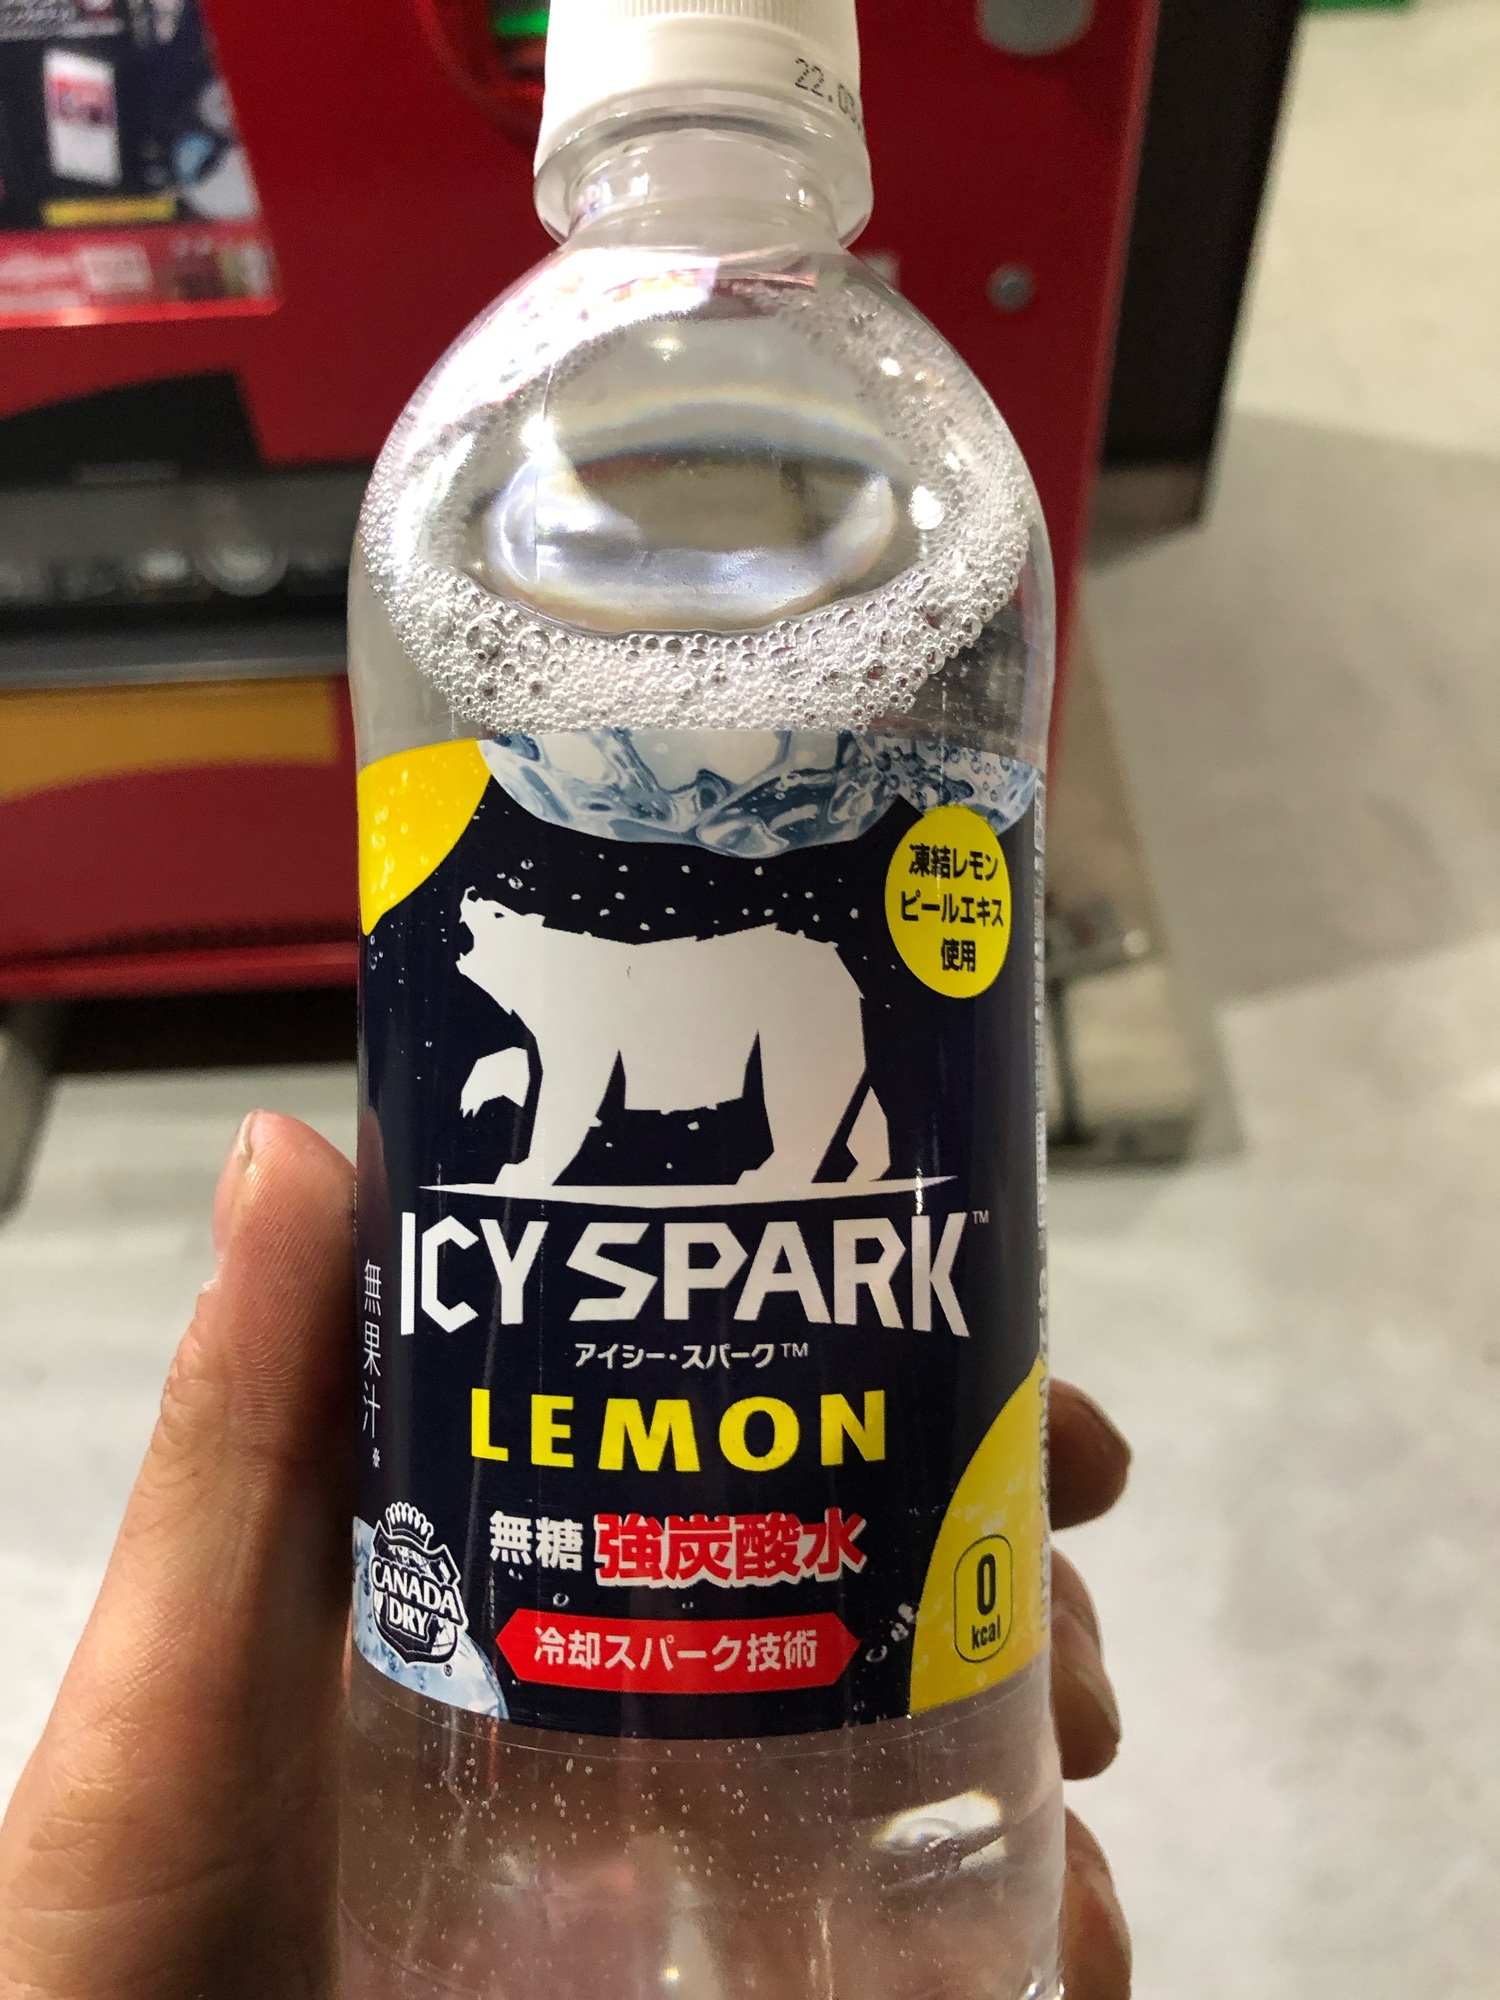 22.03.
凍結レモン
ピールエキス
使用
ICY SPARK™
アイシー・スパーク™
LEMON
無糖 強炭酸水
冷却スパーク技術
無果汁※
CANADA
DRY®
0
kcal